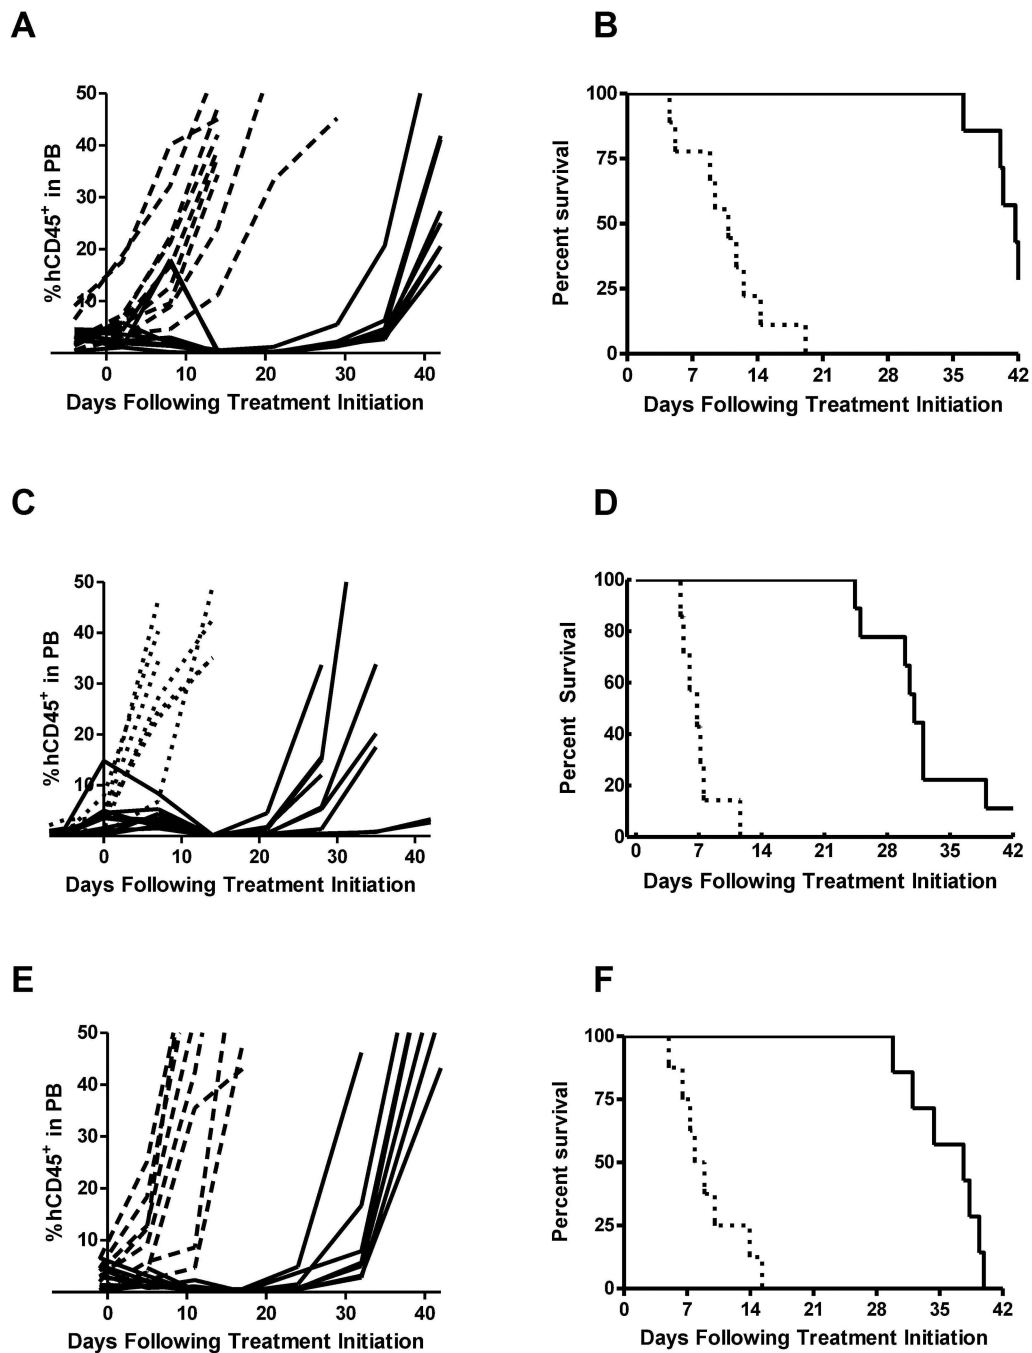 A
B
50
40
30
20
10
%hCD45+ in PB
0 10 20 30 40
Days Following Treatment Initiation
100
75
50
25
0
Percent survival
0 7 14 21 28 35 42
Days Following Treatment Initiation
C
D
50
40
30
20
10
%hCD45+ in PB
0 10 20 30 40
Days Following Treatment Initiation
100
80
60
40
20
0
Percent Survival
0 7 14 21 28 35 42
Days Following Treatment Initiation
E
F
50
40
30
20
10
%hCD45+ in PB
0 10 20 30 40
Days Following Treatment Initiation
100
75
50
25
0
Percent survival
0 7 14 21 28 35 42
Days Following Treatment Initiation